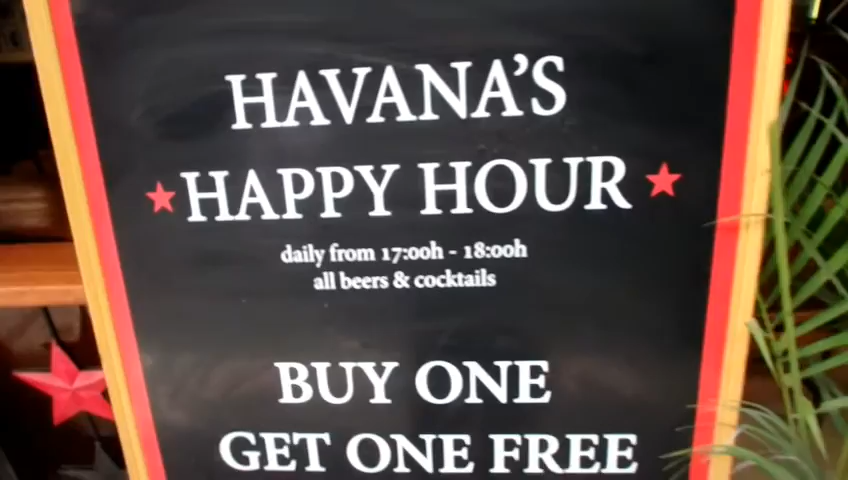 HAVANA'S
HAPPY HOUR
daily from 17:00h - 18:00h
all beers & cocktails
BUY ONE
GET ONE FREE